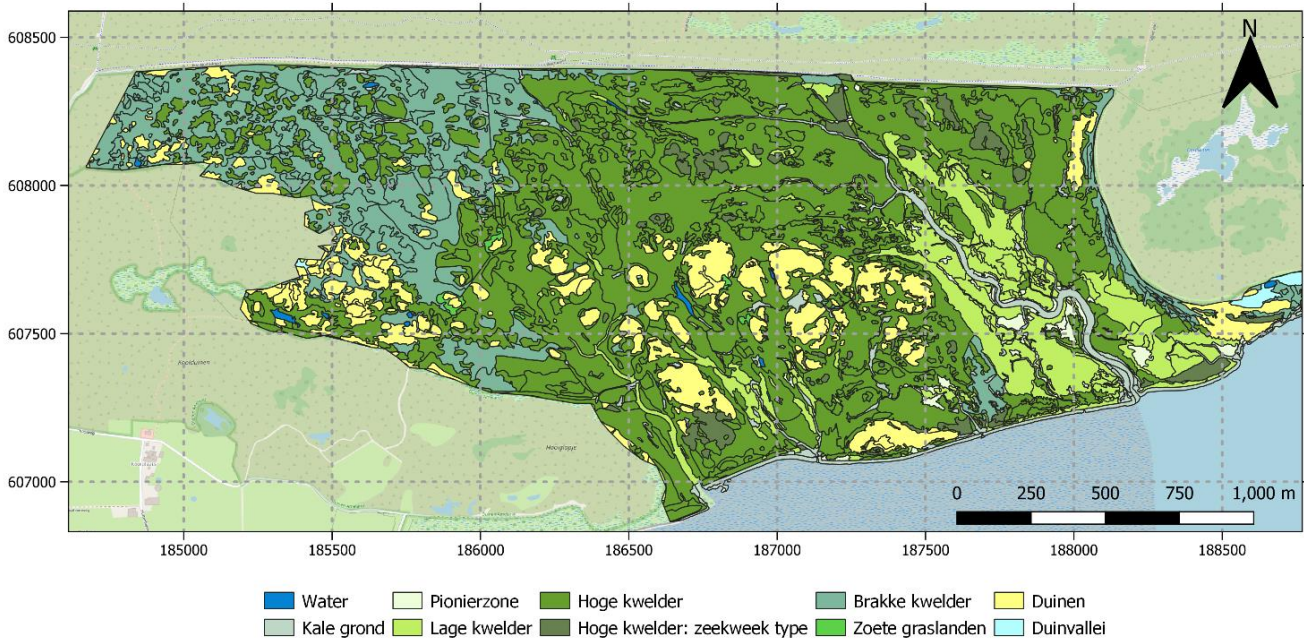 608500
608000
607500
607000
N
Hooglopje
0 250 500 750 1,000 m
185000 185500 186000 186500 187000 187500 188000 188500
Water Pionierzone Hoge kwelder Brakke kwelder Duinen
Kale grond Lage kwelder Hoge kwelder: zeekweek type Zoete graslanden Duinvallei